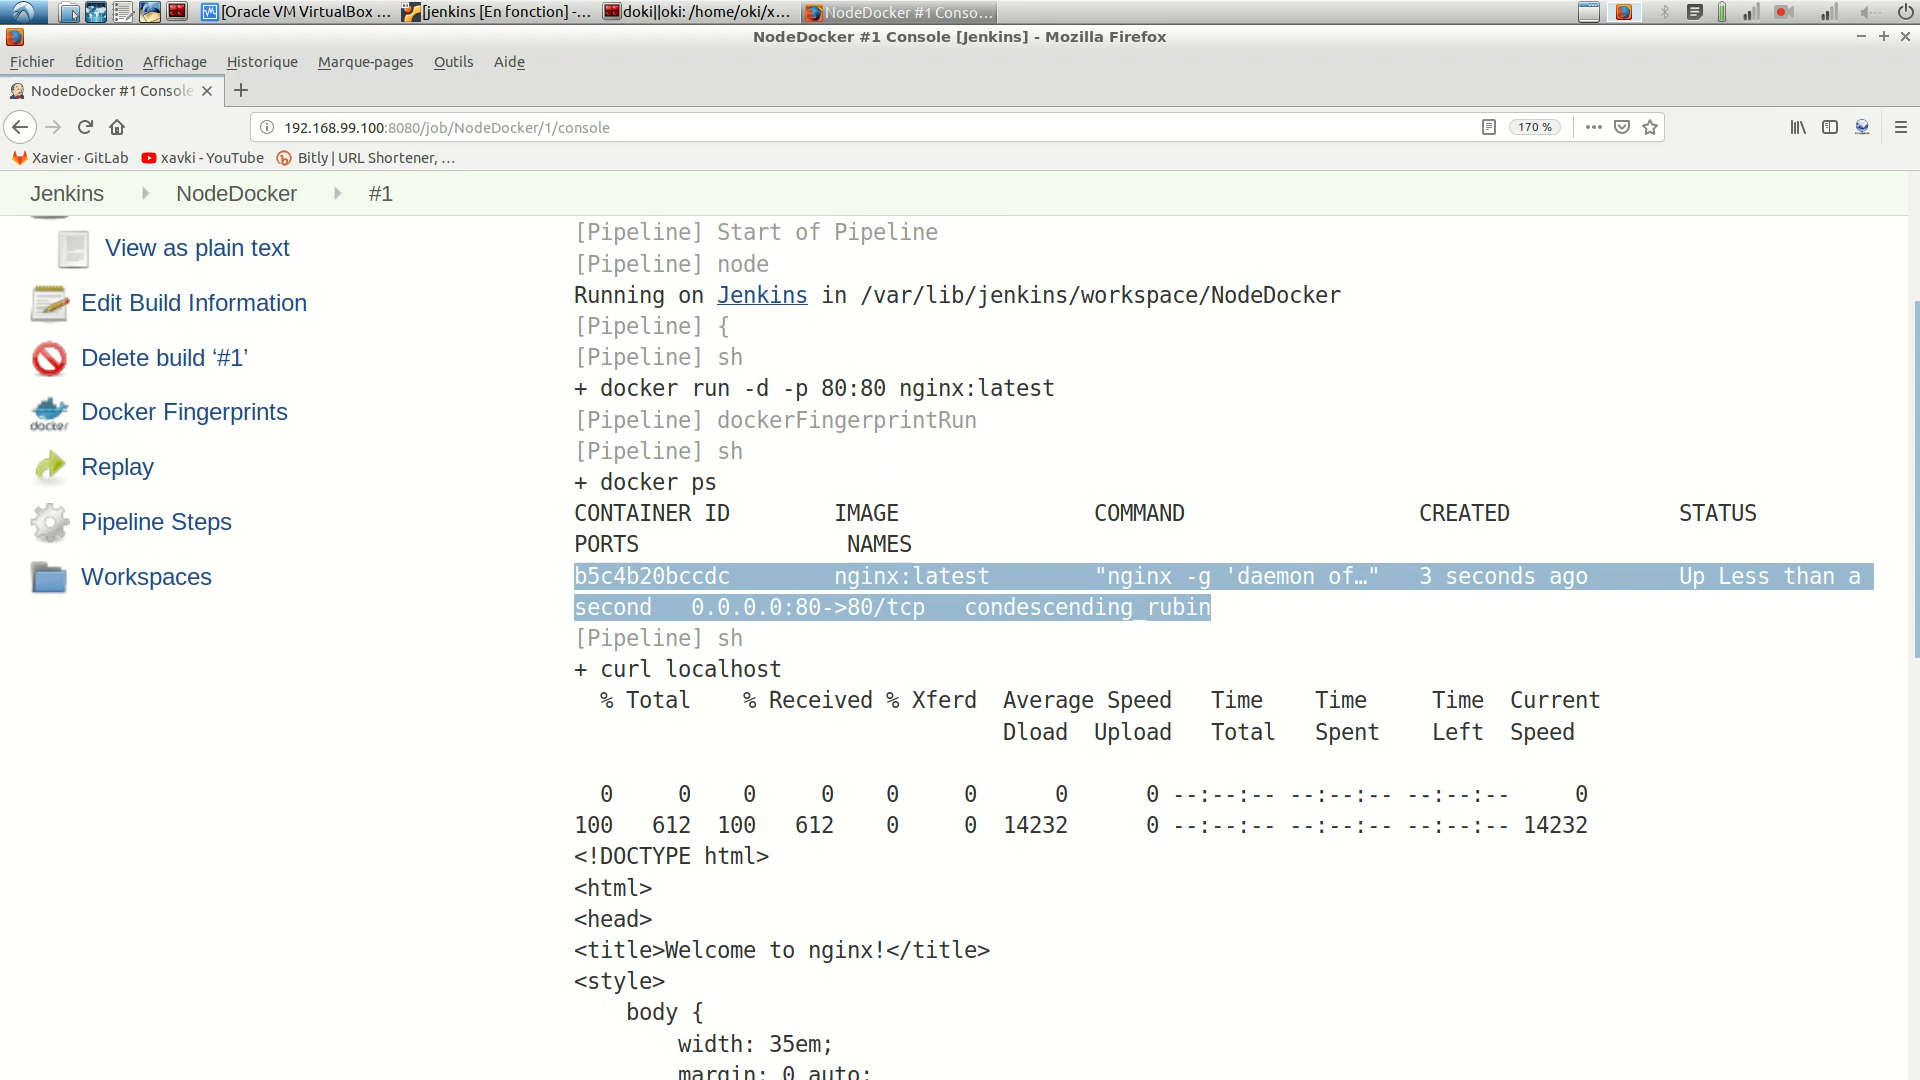 [Oracle VM VirtualBox ...
[jenkins [En fonction] -...
doki||oki: /home/oki/x...
NodeDocker #1 Conso...
NodeDocker #1 Console [Jenkins] - Mozilla Firefox
Fichier Édition Affichage Historique Marque-pages Outils Aide
NodeDocker #1 Console
192.168.99.100:8080/job/NodeDocker/1/console
170 %
Xavier · GitLab
xavki - YouTube
Bitly | URL Shortener, ...
Jenkins
NodeDocker
#1
View as plain text
Edit Build Information
Delete build ‘#1’
Docker Fingerprints
docker
Replay
Pipeline Steps
Workspaces
[Pipeline] Start of Pipeline
[Pipeline] node
Running on Jenkins in /var/lib/jenkins/workspace/NodeDocker
[Pipeline] {
[Pipeline] sh
+ docker run -d -p 80:80 nginx:latest
[Pipeline] dockerFingerprintRun
[Pipeline] sh
+ docker ps
CONTAINER ID        IMAGE               COMMAND                  CREATED             STATUS
PORTS                NAMES
b5c4b20bccdc        nginx:latest        "nginx -g 'daemon of…"   3 seconds ago       Up Less than a
second   0.0.0.0:80->80/tcp   condescending_rubin
[Pipeline] sh
+ curl localhost
  % Total    % Received % Xferd  Average Speed   Time    Time     Time  Current
                                 Dload  Upload   Total   Spent    Left  Speed
  0     0    0     0    0     0      0      0 --:--:-- --:--:-- --:--:--     0
100   612  100   612    0     0  14232      0 --:--:-- --:--:-- --:--:-- 14232
<!DOCTYPE html>
<html>
<head>
<title>Welcome to nginx!</title>
<style>
    body {
        width: 35em;
        margin: 0 auto;